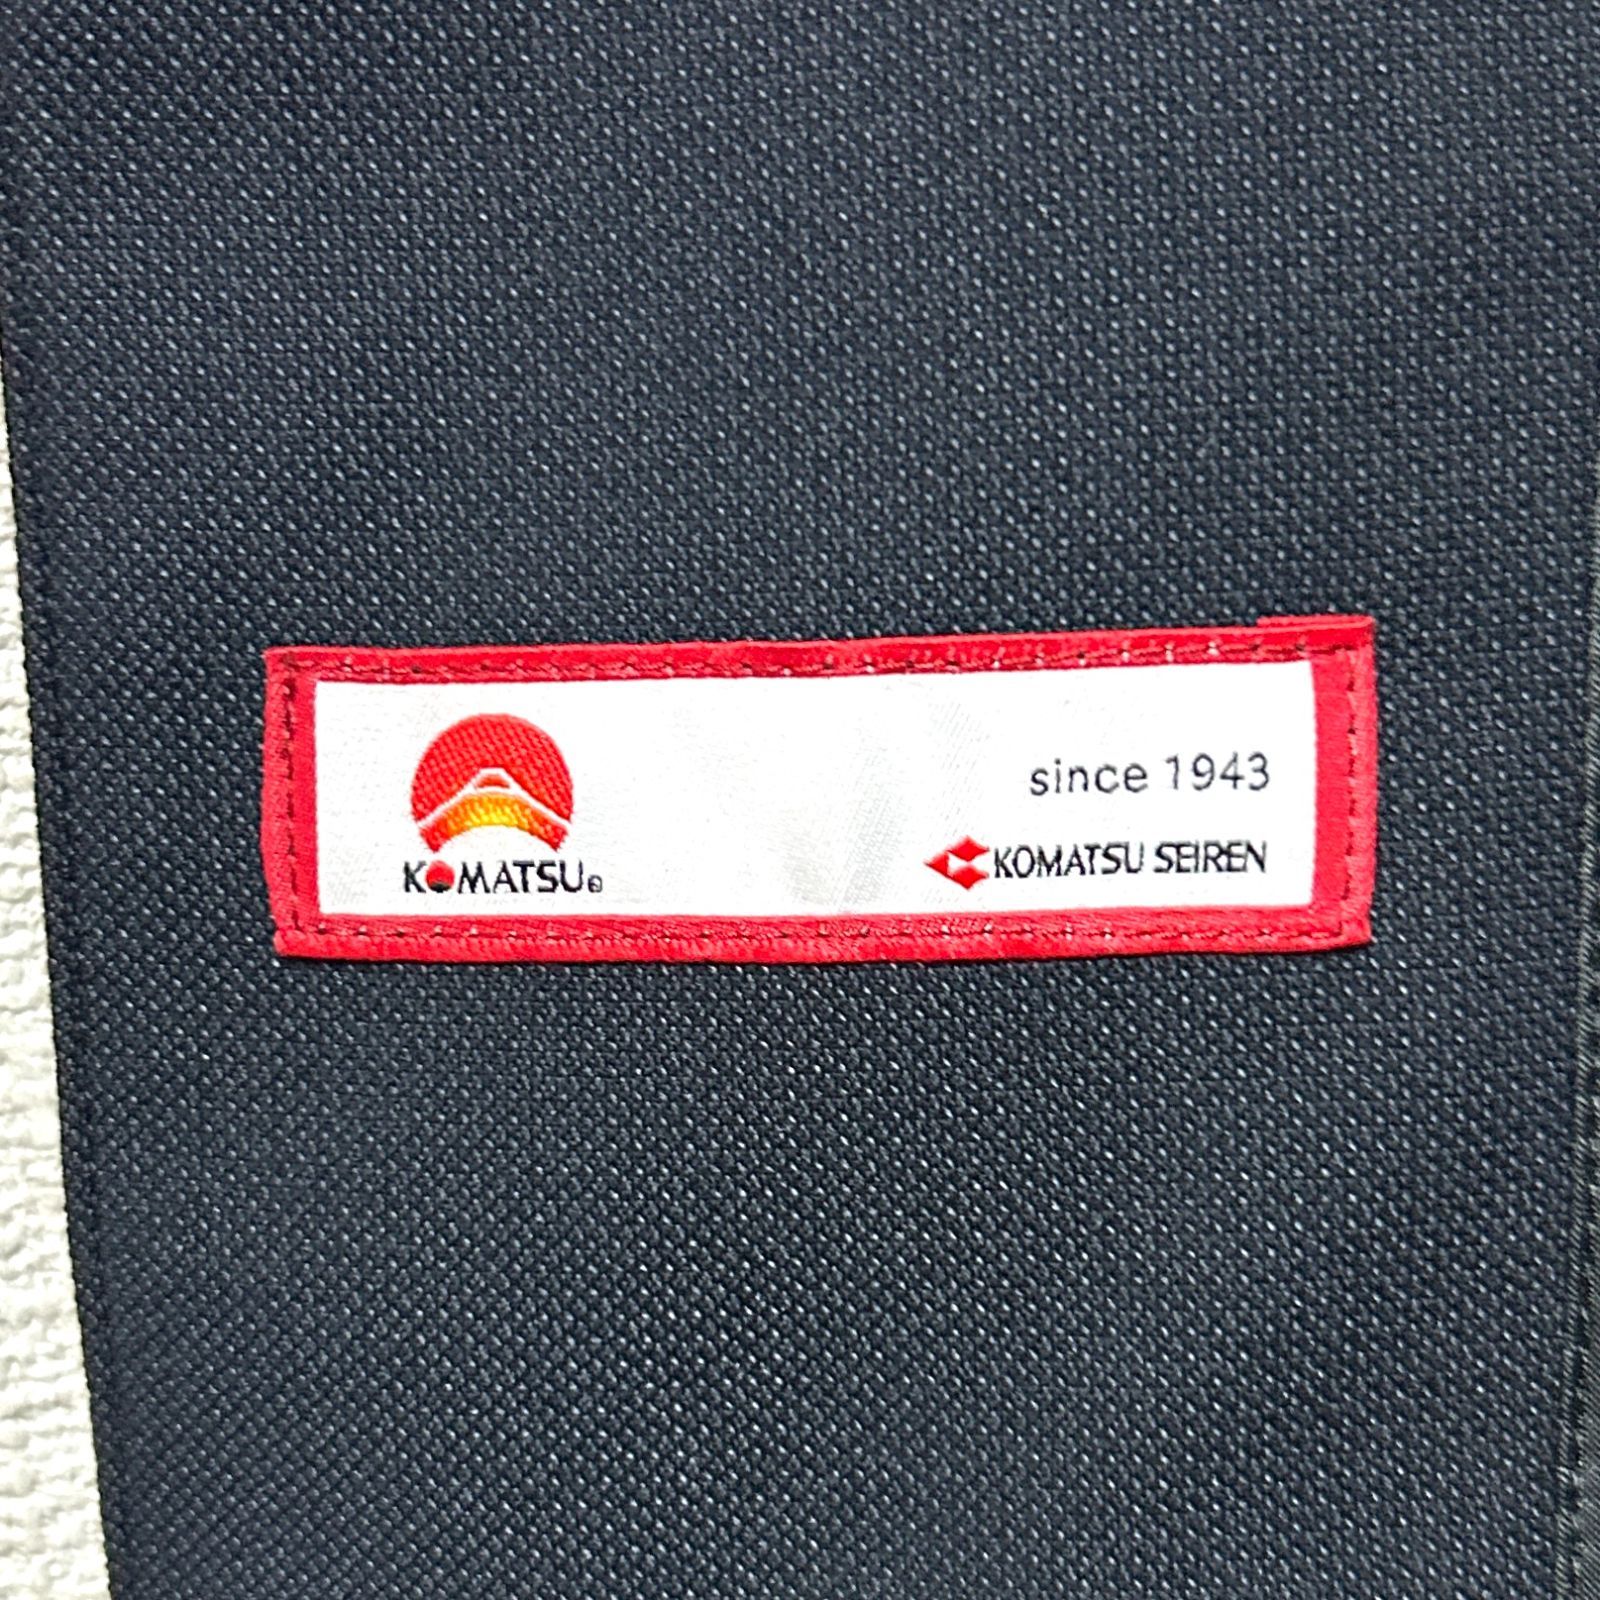 KOMATSU
since 1943
KOMATSU SEIREN